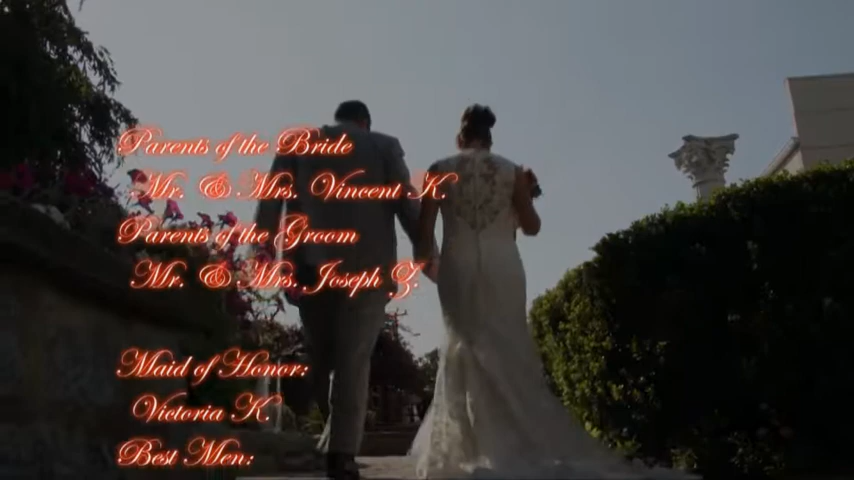 Parents of the Bride
Mr. & Mrs. Vincent K.
Parents of the Groom
Mr. & Mrs. Joseph Z.
Maid of Honor:
Victoria K.
Best Men: